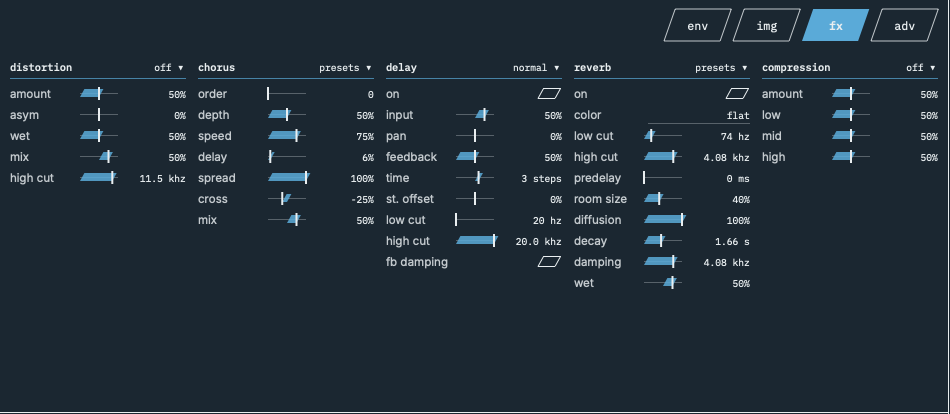 env img fx adv
distortion off ▼ chorus presets ▼ delay normal ▼ reverb presets ▼ compression off ▼
amount 50% order 0 on on amount 50%
asym 0% depth 50% input 50% color flat low 50%
wet 50% speed 75% pan 0% low cut 74 hz mid 50%
mix 50% delay 6% feedback 50% high cut 4.08 khz high 50%
high cut 11.5 khz spread 100% time 3 steps predelay 0 ms
cross -25% st. offset 0% room size 40%
mix 50% low cut 20 hz diffusion 100%
high cut 20.0 khz decay 1.66 s
fb damping damping 4.08 khz
wet 50%